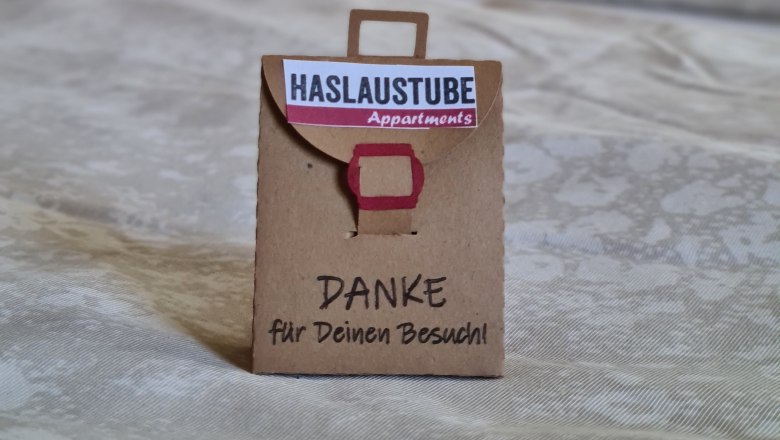 HASLAUSTUBE
Appartments
DANKE
für Deinen Besuch!